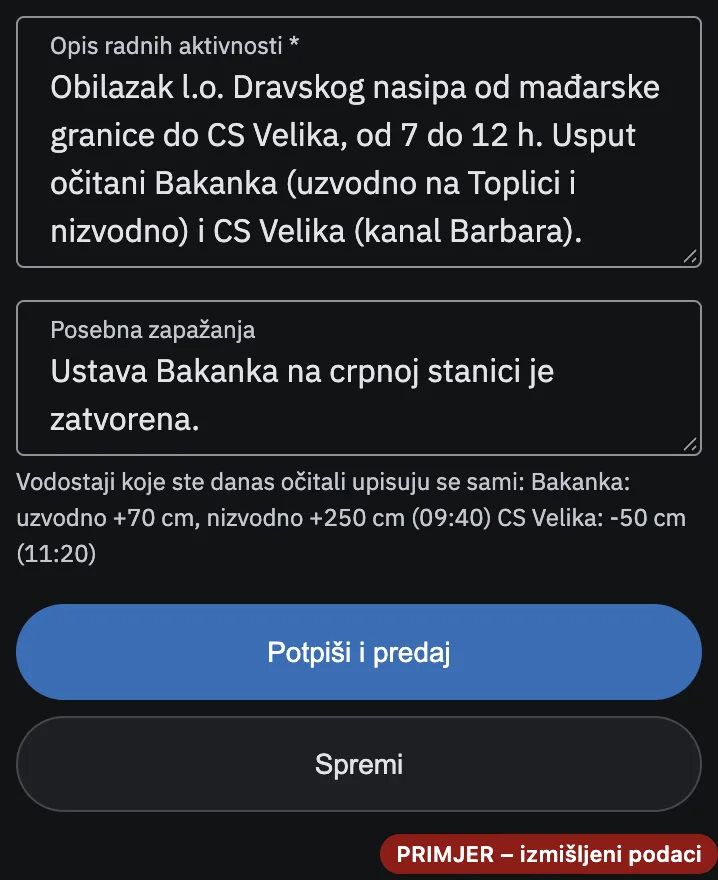 Opis radnih aktivnosti *
Obilazak l.o. Dravskog nasipa od mađarske
granice do CS Velika, od 7 do 12 h. Usput
očitani Bakanka (uzvodno na Toplici i
nizvodno) i CS Velika (kanal Barbara).
Posebna zapažanja
Ustava Bakanka na crpnoj stanici je
zatvorena.
Vodostaji koje ste danas očitali upisuju se sami: Bakanka:
uzvodno +70 cm, nizvodno +250 cm (09:40) CS Velika: -50 cm
(11:20)
Potpiši i predaj
Spremi
PRIMJER – izmišljeni podaci